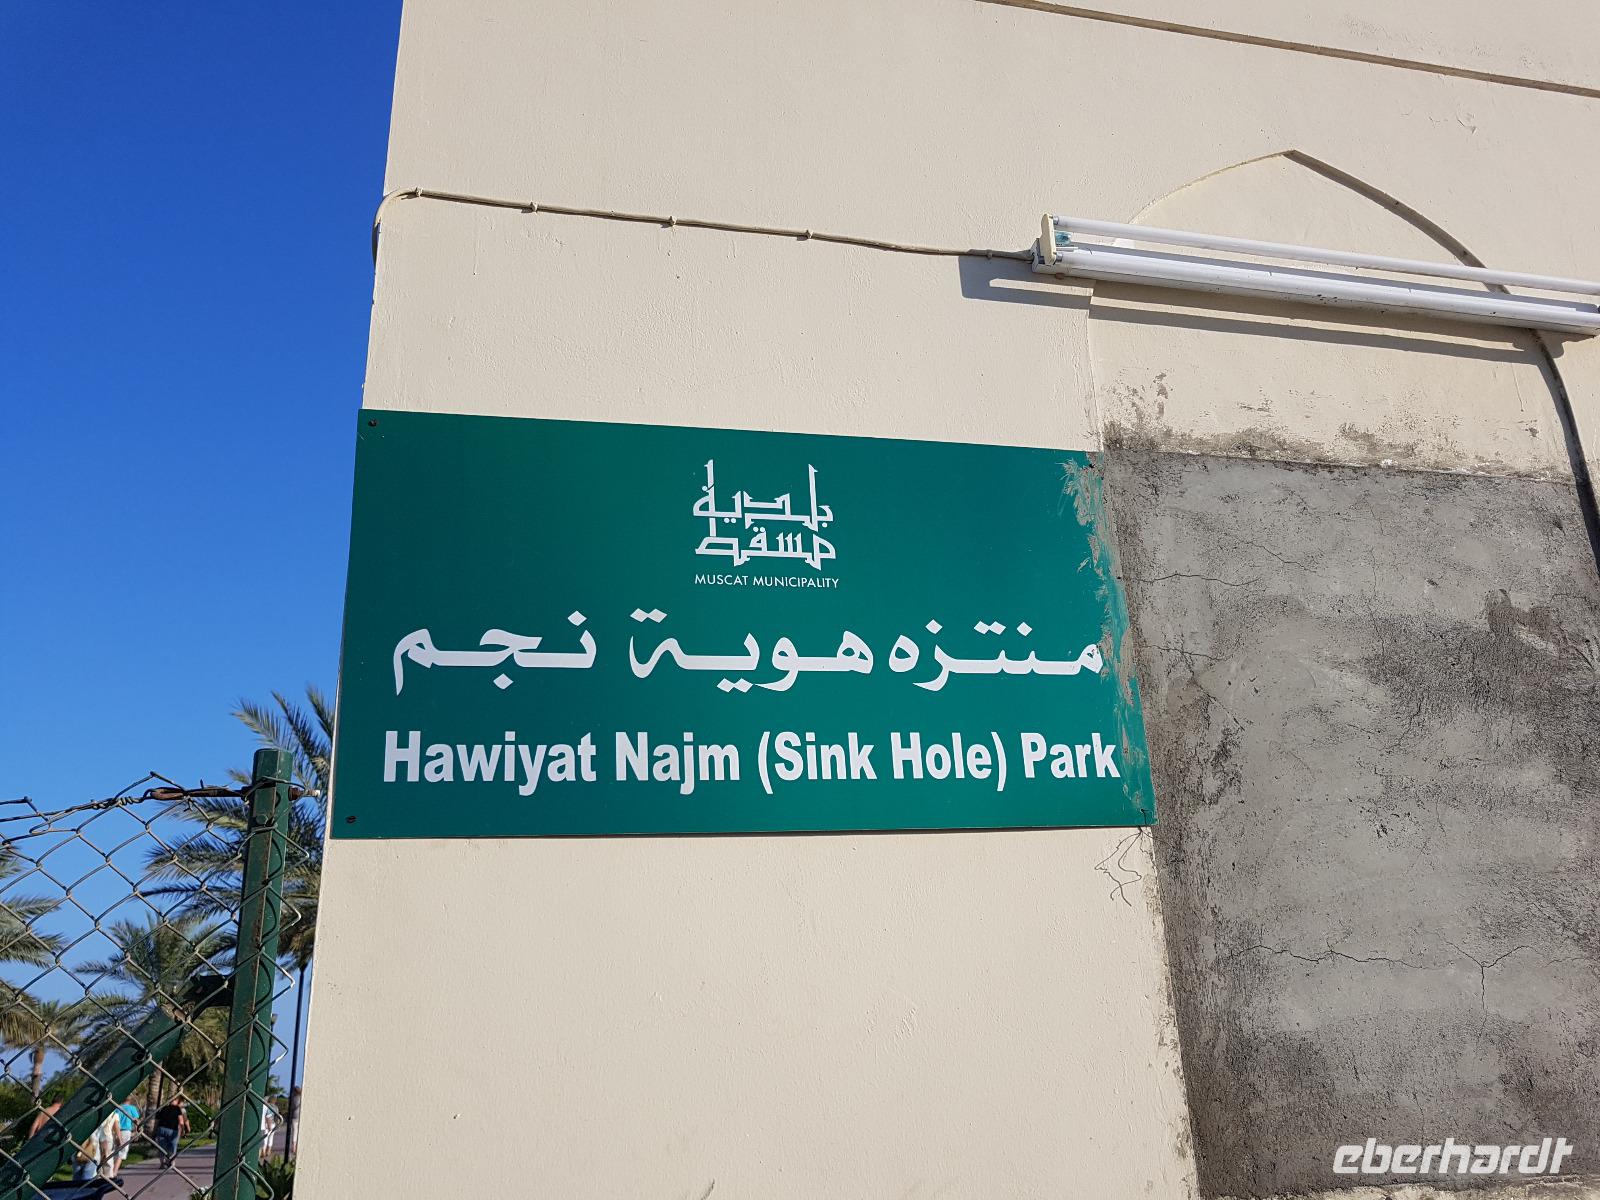 بلدية
مسقط
MUSCAT MUNICIPALITY
منتزه هوية نجم
Hawiyat Najm (Sink Hole) Park
eberhardt